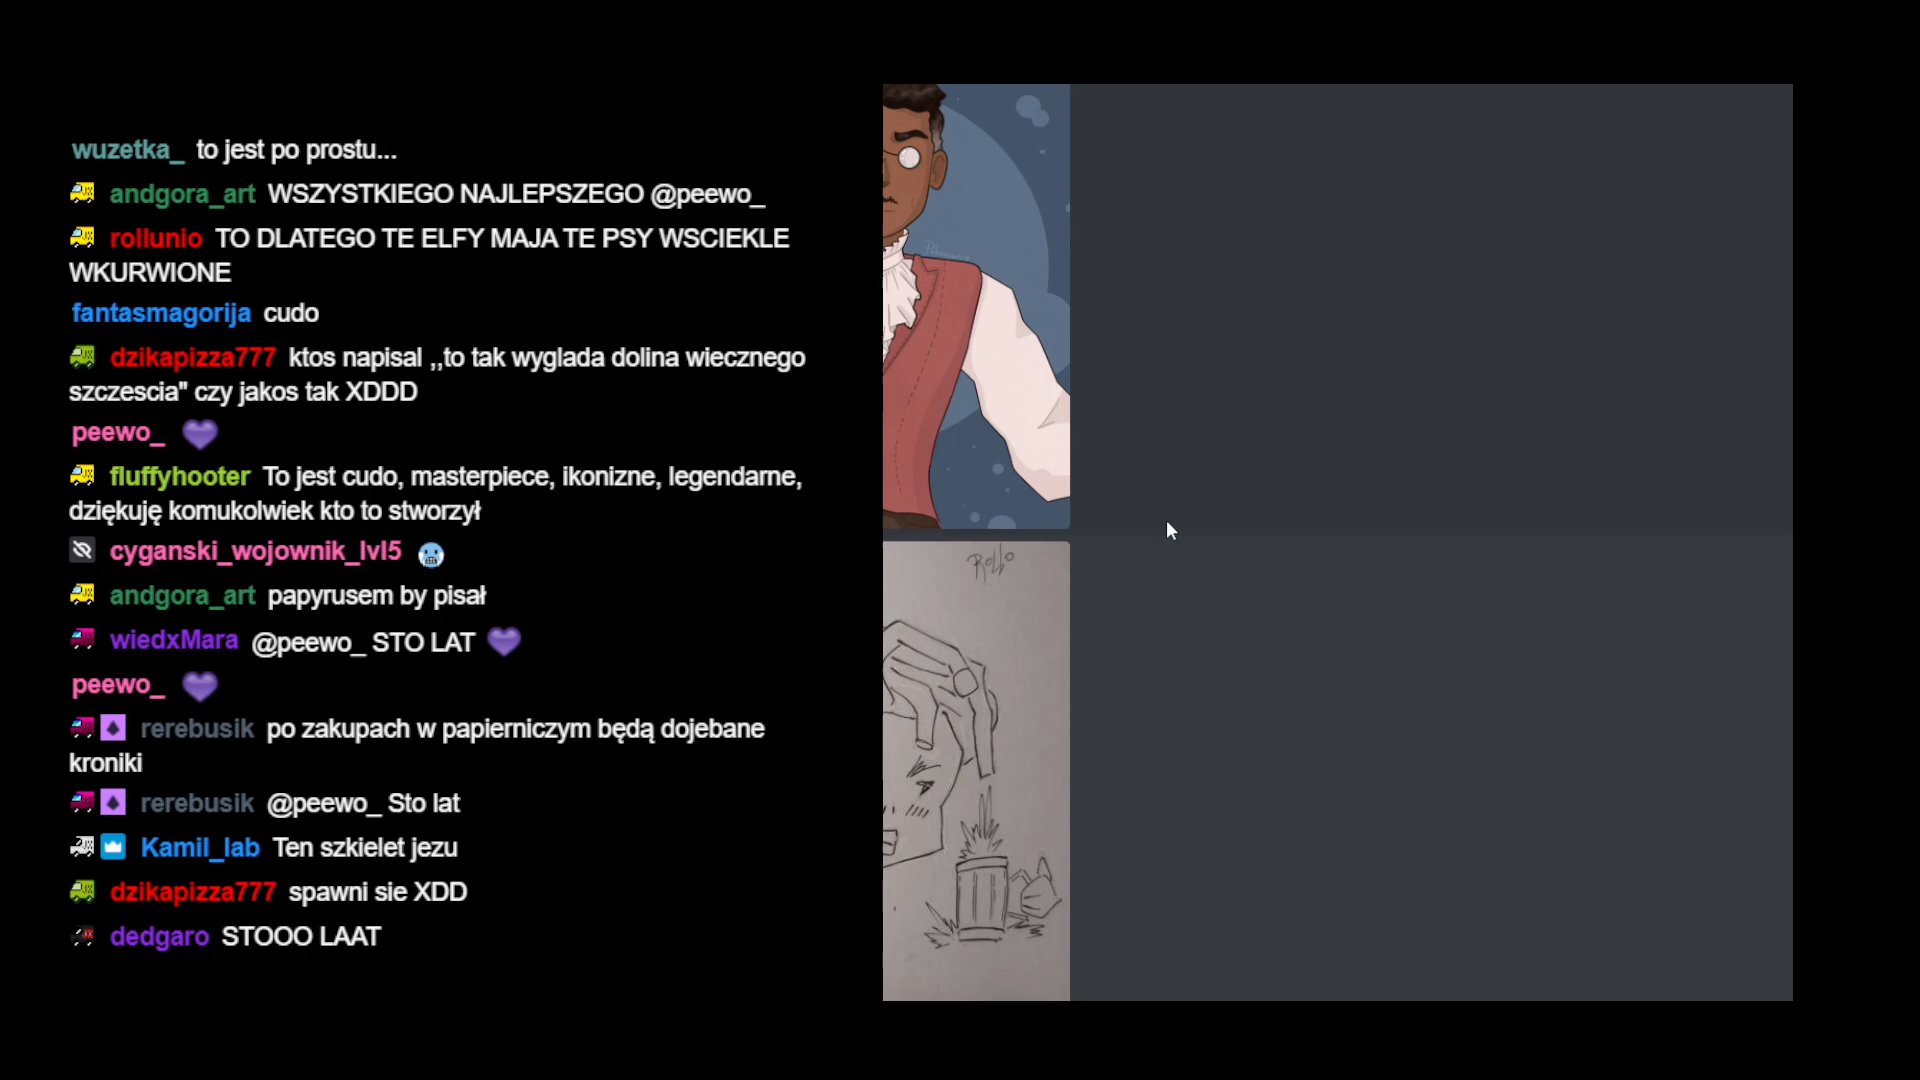 wuzetka_ to jest po prostu...
andgora_art WSZYSTKIEGO NAJLEPSZEGO @peewo_
rollunio TO DLATEGO TE ELFY MAJA TE PSY WSCIEKLE
WKURWIONE
fantasmagorija cudo
dzikapizza777 ktos napisal ,,to tak wyglada dolina wiecznego
szczescia" czy jakos tak XDDD
peewo_
fluffyhooter To jest cudo, masterpiece, ikonizne, legendarne,
dziękuję komukolwiek kto to stworzył
cyganski_wojownik_lvl5
andgora_art papyrusem by pisał
wiedxMara @peewo_ STO LAT
peewo_
rerebusik po zakupach w papierniczym będą dojebane
kroniki
rerebusik @peewo_ Sto lat
Kamil_lab Ten szkielet jezu
dzikapizza777 spawni sie XDD
dedgaro STOOO LAAT
Rollo